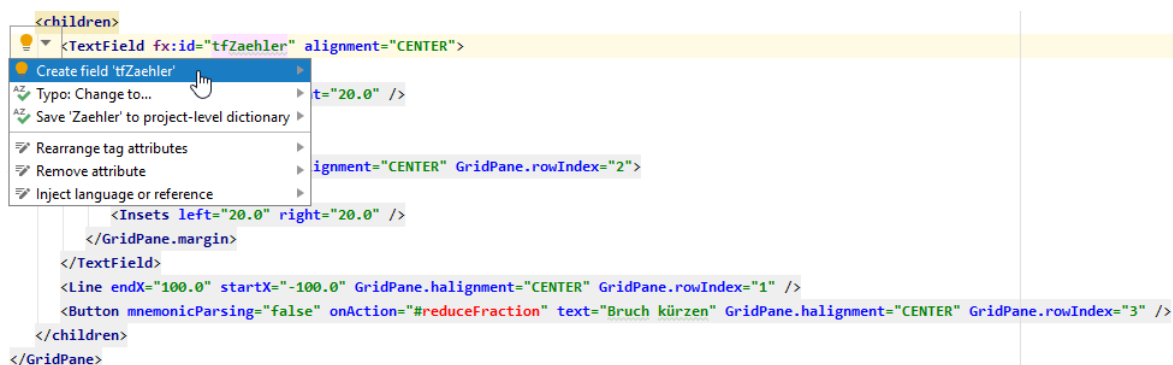 <children>
<TextField fx:id="tfZaehler" alignment="CENTER">
Create field 'tfZaehler'
Typo: Change to...
t="20.0" />
Save 'Zaehler' to project-level dictionary
Rearrange tag attributes
Remove attribute
ignment="CENTER" GridPane.rowIndex="2">
Inject language or reference
<Insets left="20.0" right="20.0" />
</GridPane.margin>
</TextField>
<Line endX="100.0" startX="-100.0" GridPane.halignment="CENTER" GridPane.rowIndex="1" />
<Button mnemonicParsing="false" onAction="#reduceFraction" text="Bruch kürzen" GridPane.halignment="CENTER" GridPane.rowIndex="3" />
</children>
</GridPane>